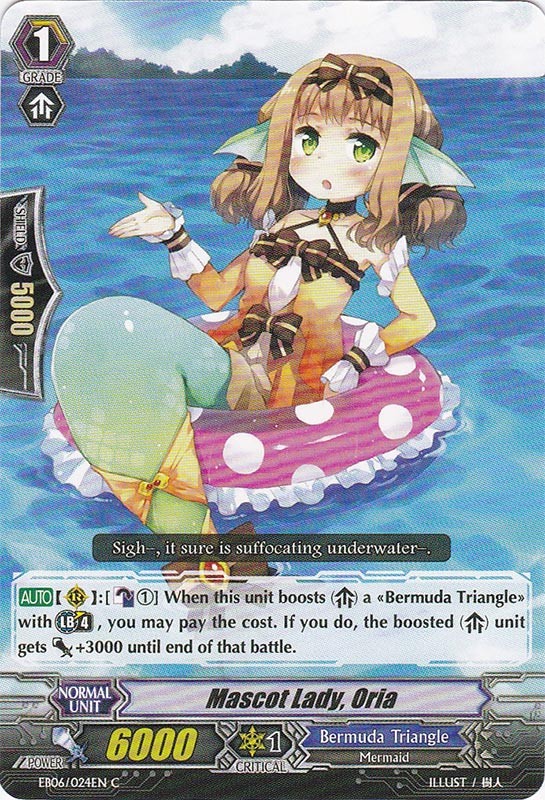 1
GRADE
SHIELD
5000
Sigh–, it sure is suffocating underwater–.
AUTO【 】:[ ①] When this unit boosts ( ) a «Bermuda Triangle»
with LB4 , you may pay the cost. If you do, the boosted ( ) unit
gets +3000 until end of that battle.
NORMAL
UNIT
Mascot Lady, Oria
POWER
6000
1
CRITICAL
Bermuda Triangle
Mermaid
EB06/024EN C
ILLUST / 樹人